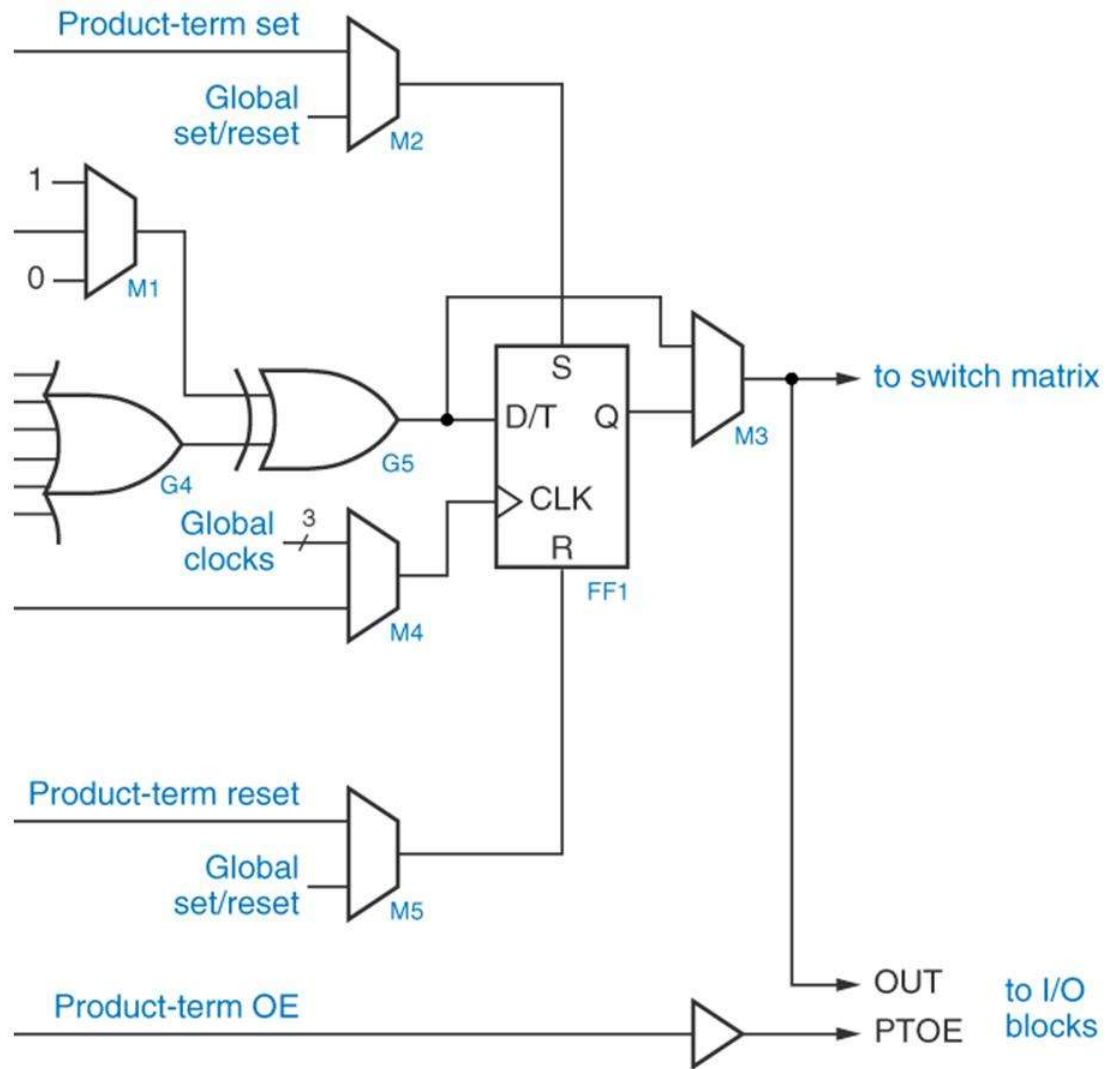 Product-term set
Global
set/reset
M2
1
0
M1
S
D/T
Q
to switch matrix
M3
G5
G4
CLK
3
Global
clocks
R
FF1
M4
Product-term reset
Global
set/reset
M5
OUT
to I/O
blocks
Product-term OE
PTOE